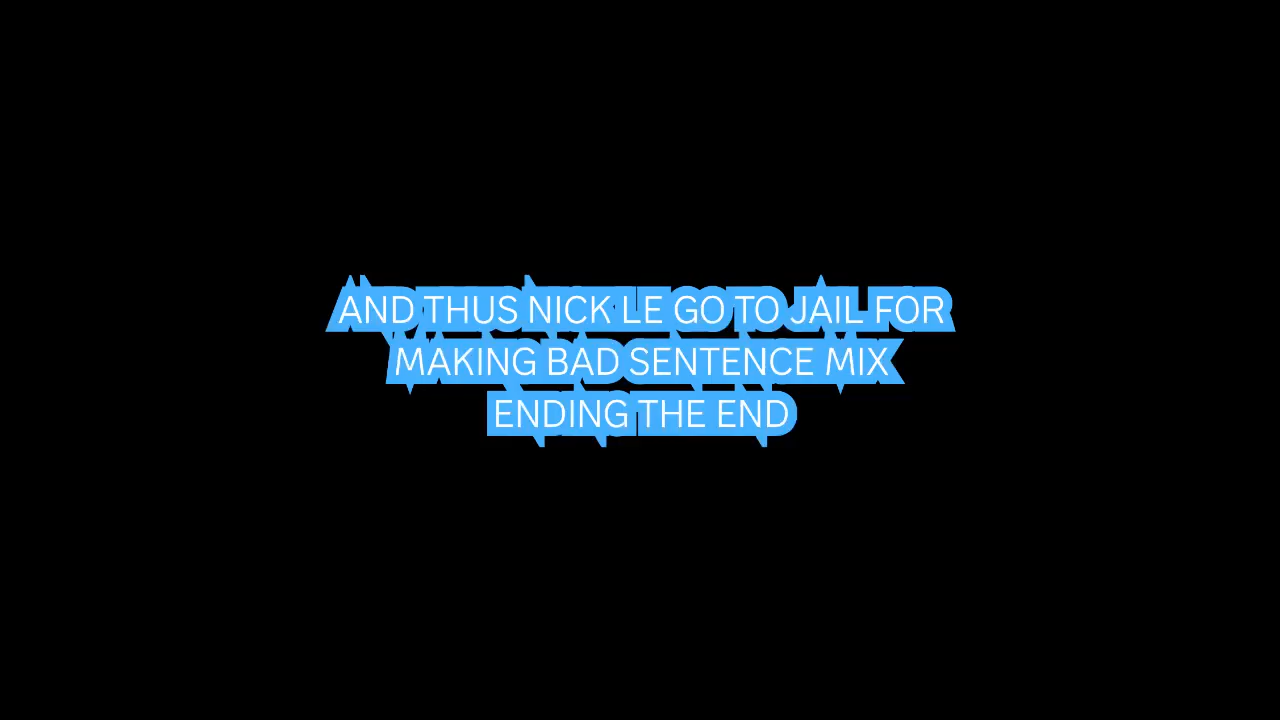 AND THUS NICK LE GO TO JAIL FOR
MAKING BAD SENTENCE MIX
ENDING THE END